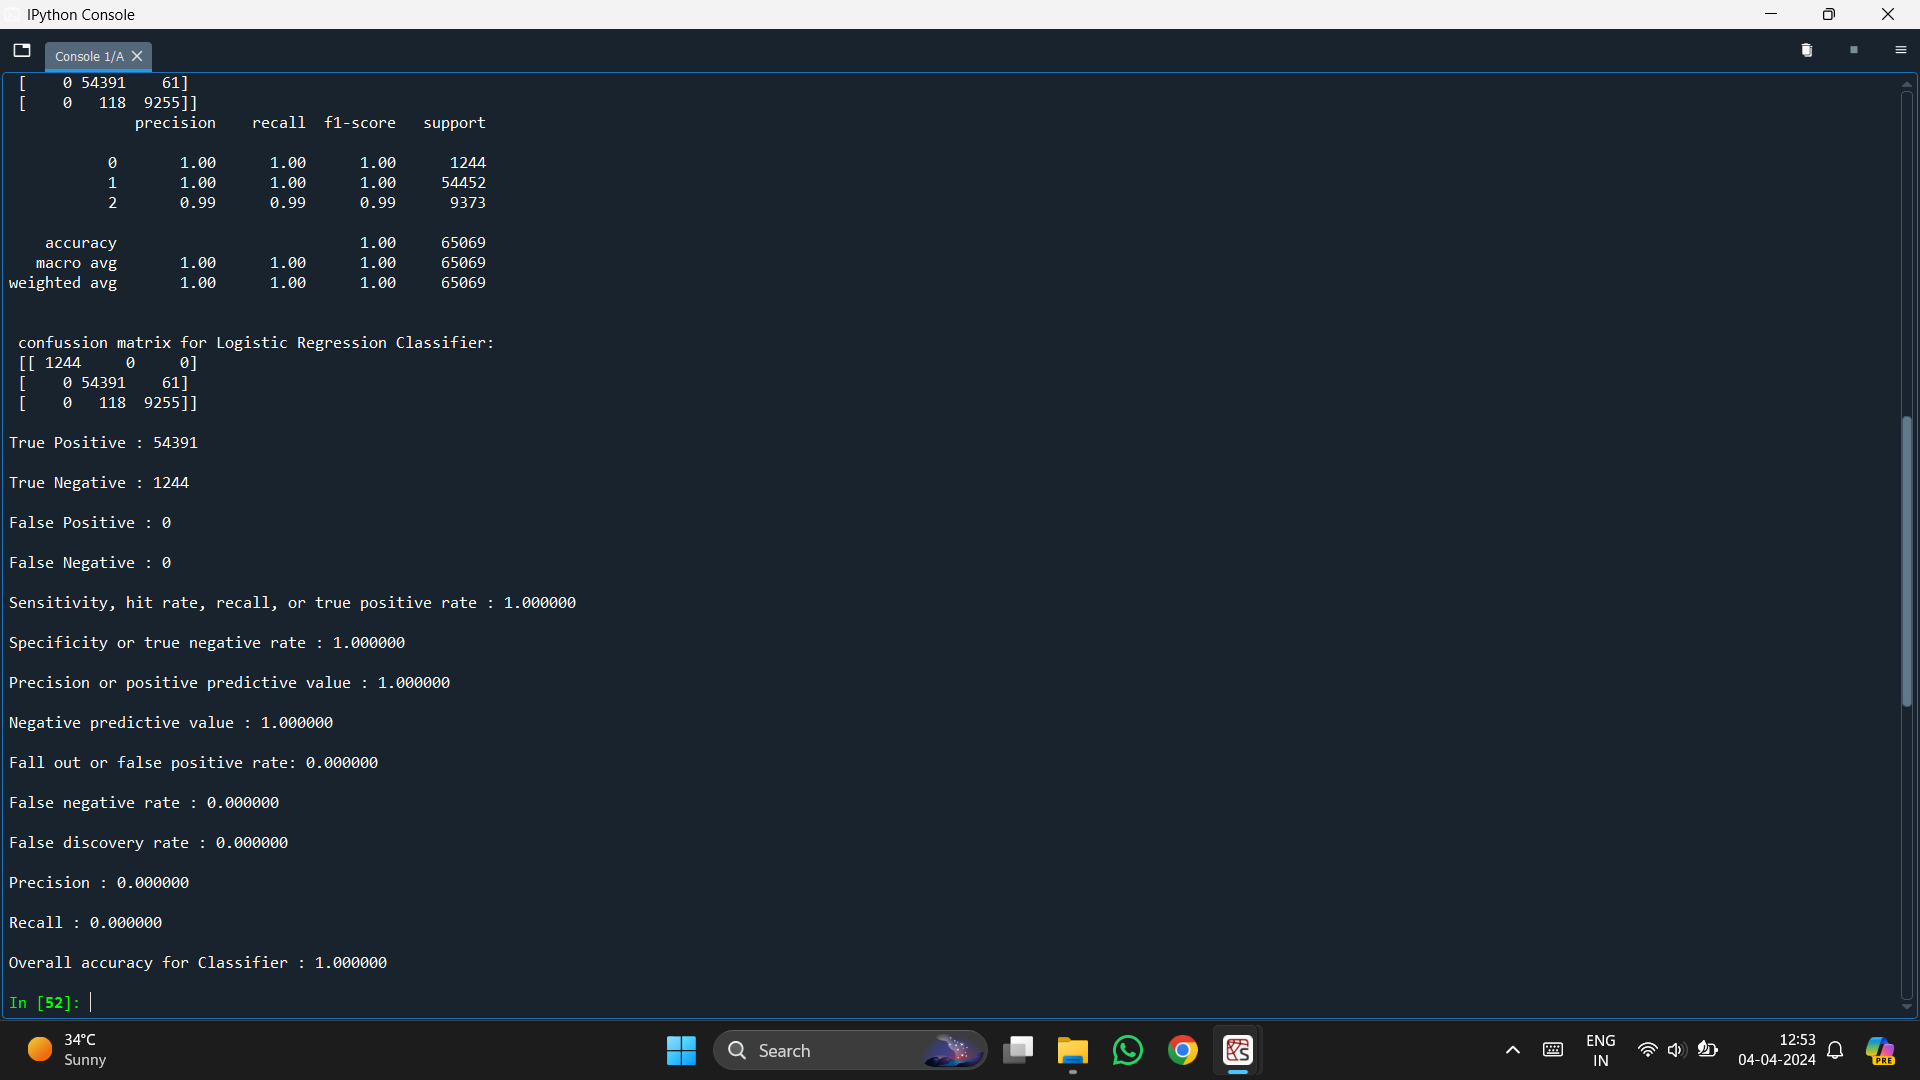 IPython Console
Console 1/A
[    0 54391    61]
[    0   118  9255]]
precision    recall  f1-score   support
0       1.00      1.00      1.00      1244
1       1.00      1.00      1.00     54452
2       0.99      0.99      0.99      9373
accuracy                           1.00     65069
macro avg       1.00      1.00      1.00     65069
weighted avg       1.00      1.00      1.00     65069
confussion matrix for Logistic Regression Classifier:
[[ 1244     0     0]
[    0 54391    61]
[    0   118  9255]]
True Positive : 54391
True Negative : 1244
False Positive : 0
False Negative : 0
Sensitivity, hit rate, recall, or true positive rate : 1.000000
Specificity or true negative rate : 1.000000
Precision or positive predictive value : 1.000000
Negative predictive value : 1.000000
Fall out or false positive rate: 0.000000
False negative rate : 0.000000
False discovery rate : 0.000000
Precision : 0.000000
Recall : 0.000000
Overall accuracy for Classifier : 1.000000
In [52]:
34°C
Sunny
Search
ENG
IN
12:53
04-04-2024
PRE